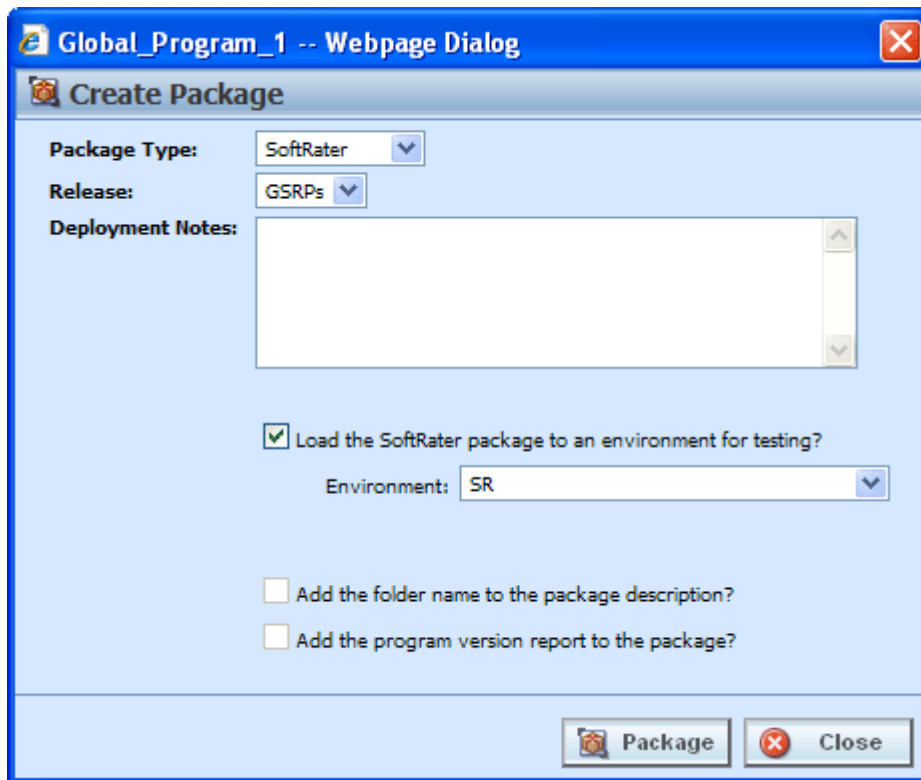 Global_Program_1 -- Webpage Dialog
Create Package
Package Type: SoftRater
Release: GSRPs
Deployment Notes:
Load the SoftRater package to an environment for testing?
Environment: SR
Add the folder name to the package description?
Add the program version report to the package?
Package Close